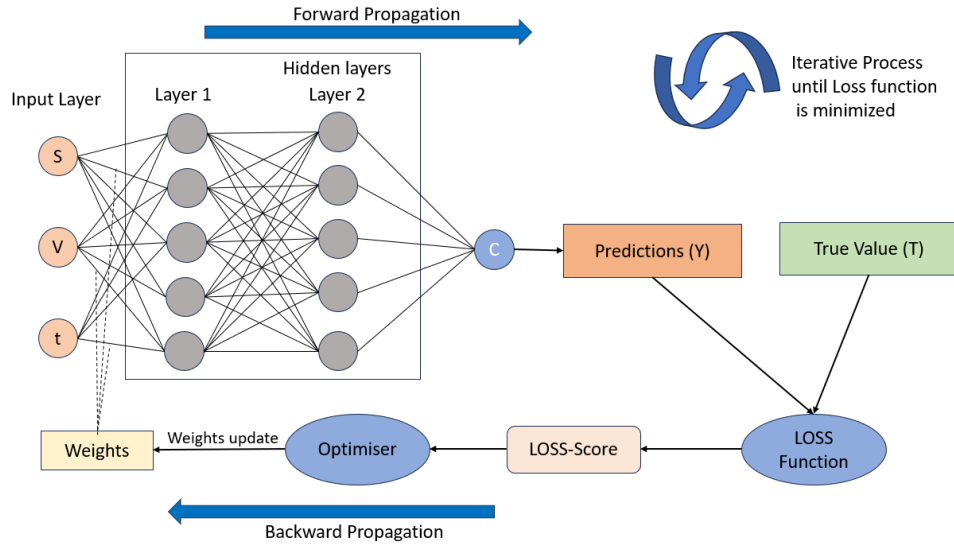 Forward Propagation
Iterative Process
until Loss function
is minimized
Hidden layers
Input Layer
Layer 1
Layer 2
S
V
t
C
Predictions (Y)
True Value (T)
Weights
Weights update
Optimiser
LOSS-Score
LOSS
Function
Backward Propagation